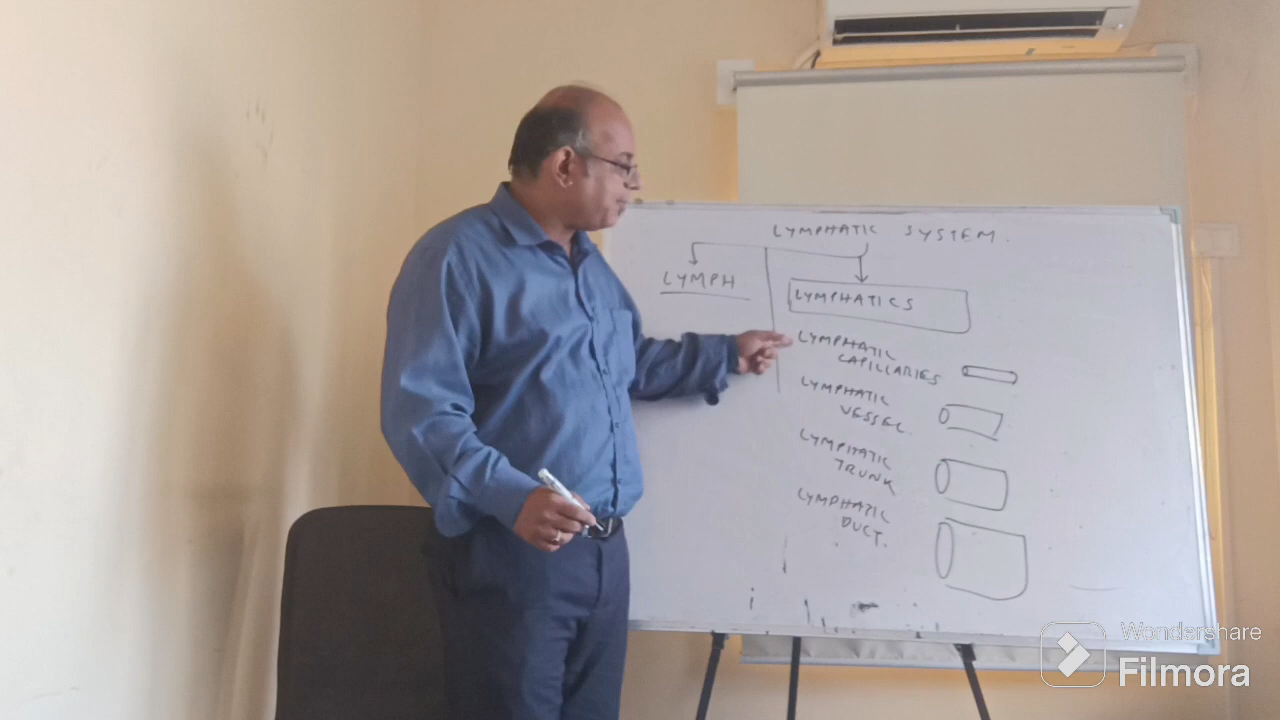 LYMPHATIC SYSTEM.
LYMPH
LYMPHATICS
LYMPHATIC
CAPILLARIES
LYMPHATIC
VESSEL
LYMPHATIC
TRUNK
LYMPHATIC
DUCT.
Wondershare
Filmora